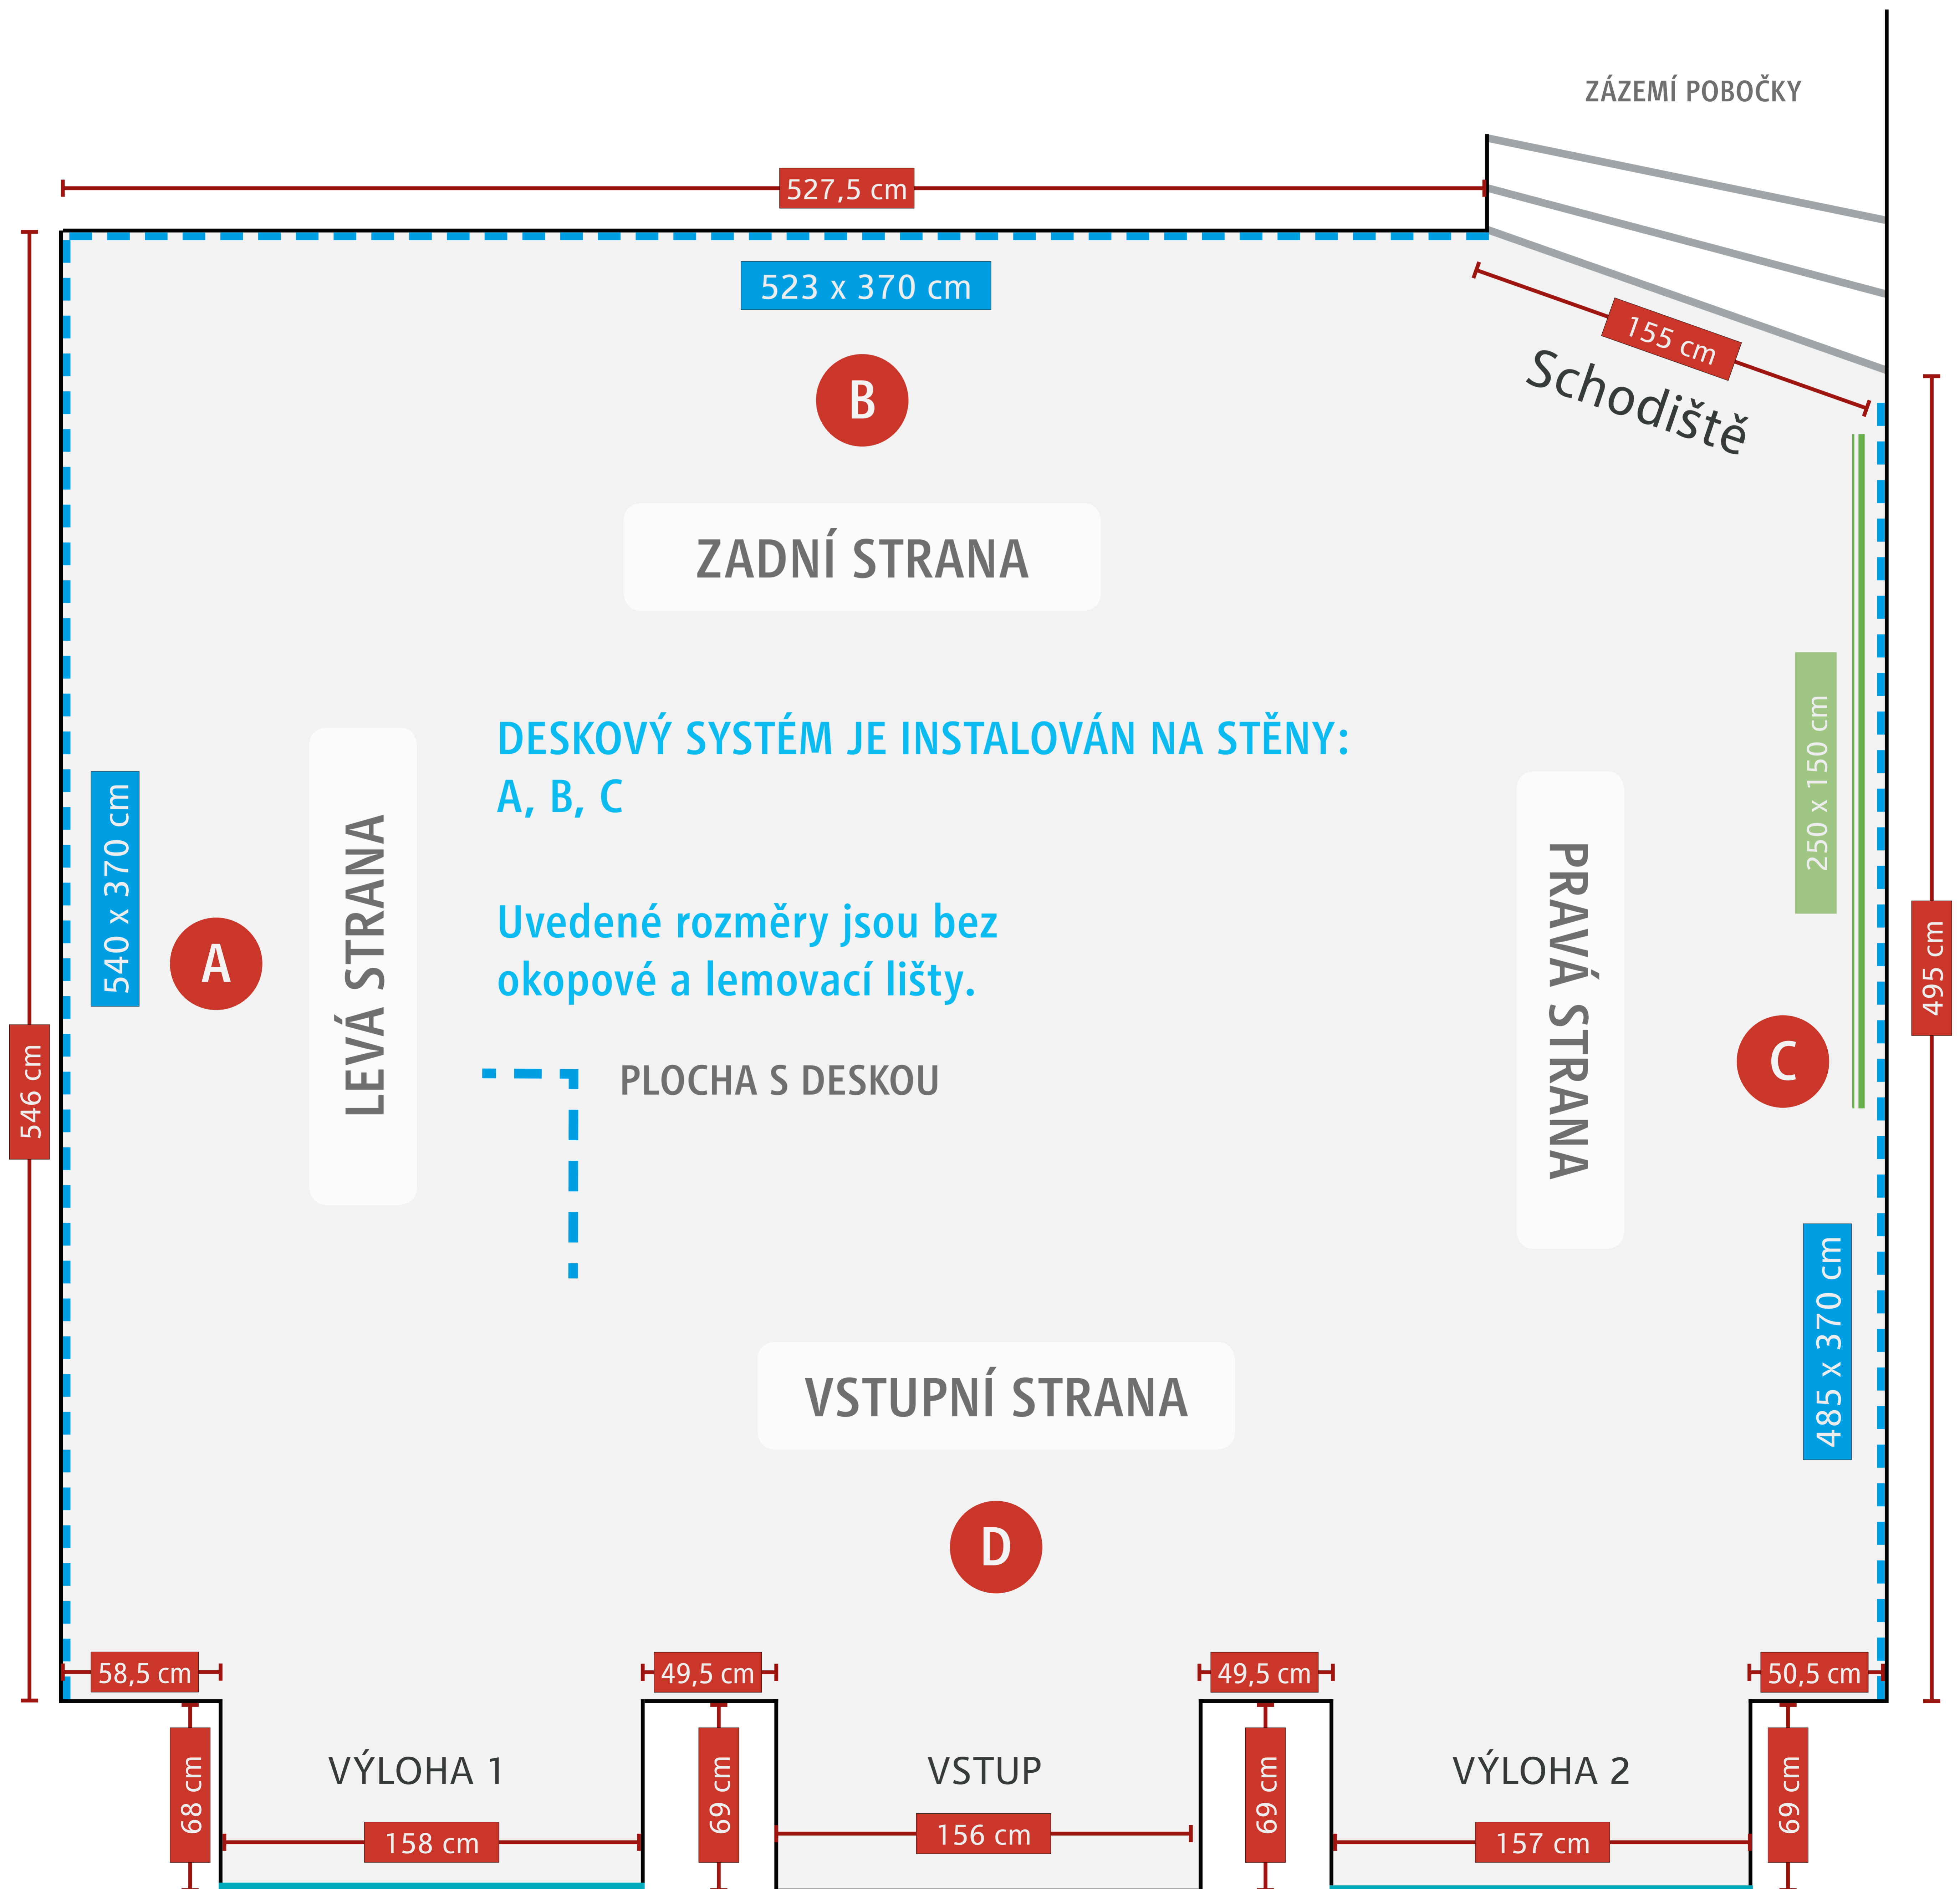 ZÁZEMÍ POBOČKY
527,5 cm
523 x 370 cm
155 cm
Schodiště
B
ZADNÍ STRANA
DESKOVÝ SYSTÉM JE INSTALOVÁN NA STĚNY:
A, B, C
Uvedené rozměry jsou bez
okopové a lemovací lišty.
PLOCHA S DESKOU
540 x 370 cm
A
LEVÁ STRANA
546 cm
250 x 150 cm
PRAVÁ STRANA
C
495 cm
485 x 370 cm
VSTUPNÍ STRANA
D
58,5 cm
49,5 cm
49,5 cm
50,5 cm
68 cm
VÝLOHA 1
69 cm
VSTUP
69 cm
VÝLOHA 2
69 cm
158 cm
156 cm
157 cm